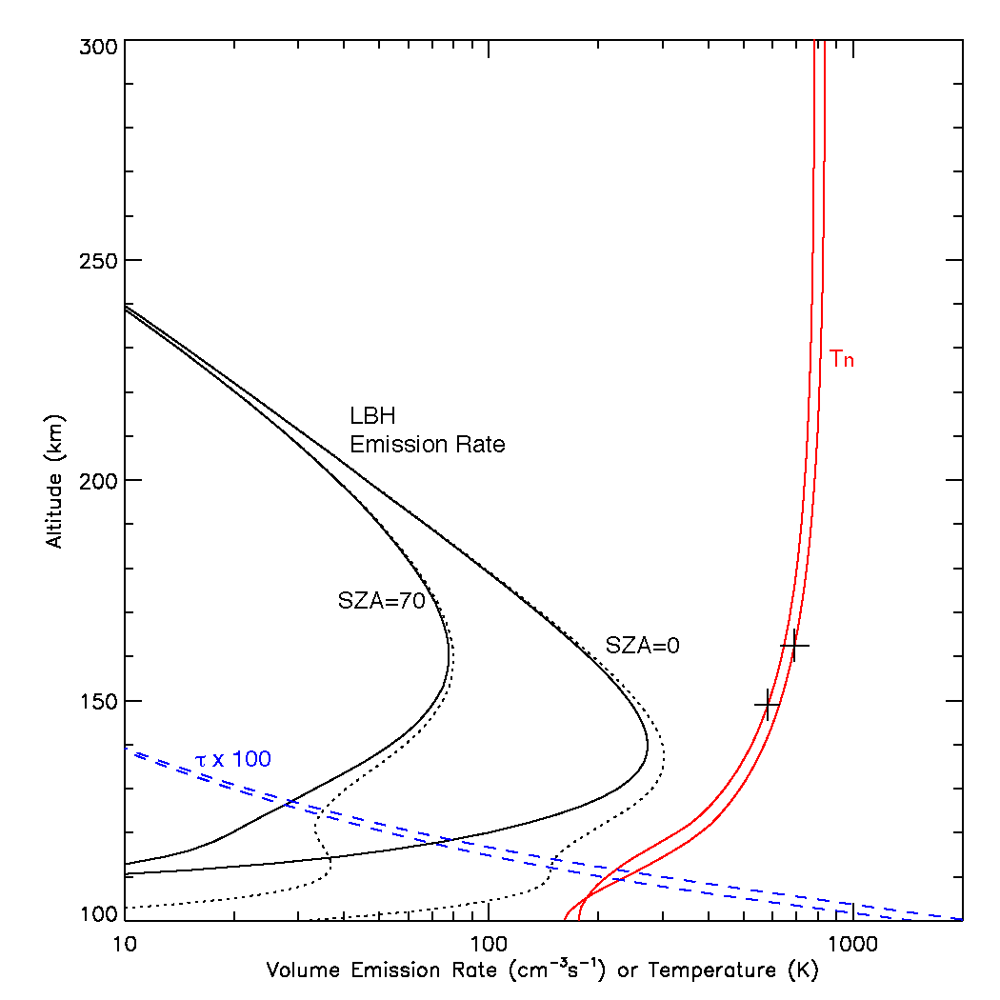 300
250
200
150
100
Altitude (km)
LBH
Emission Rate
SZA=70
SZA=0
Tn
τ x 100
10
100
1000
Volume Emission Rate (cm⁻³s⁻¹) or Temperature (K)